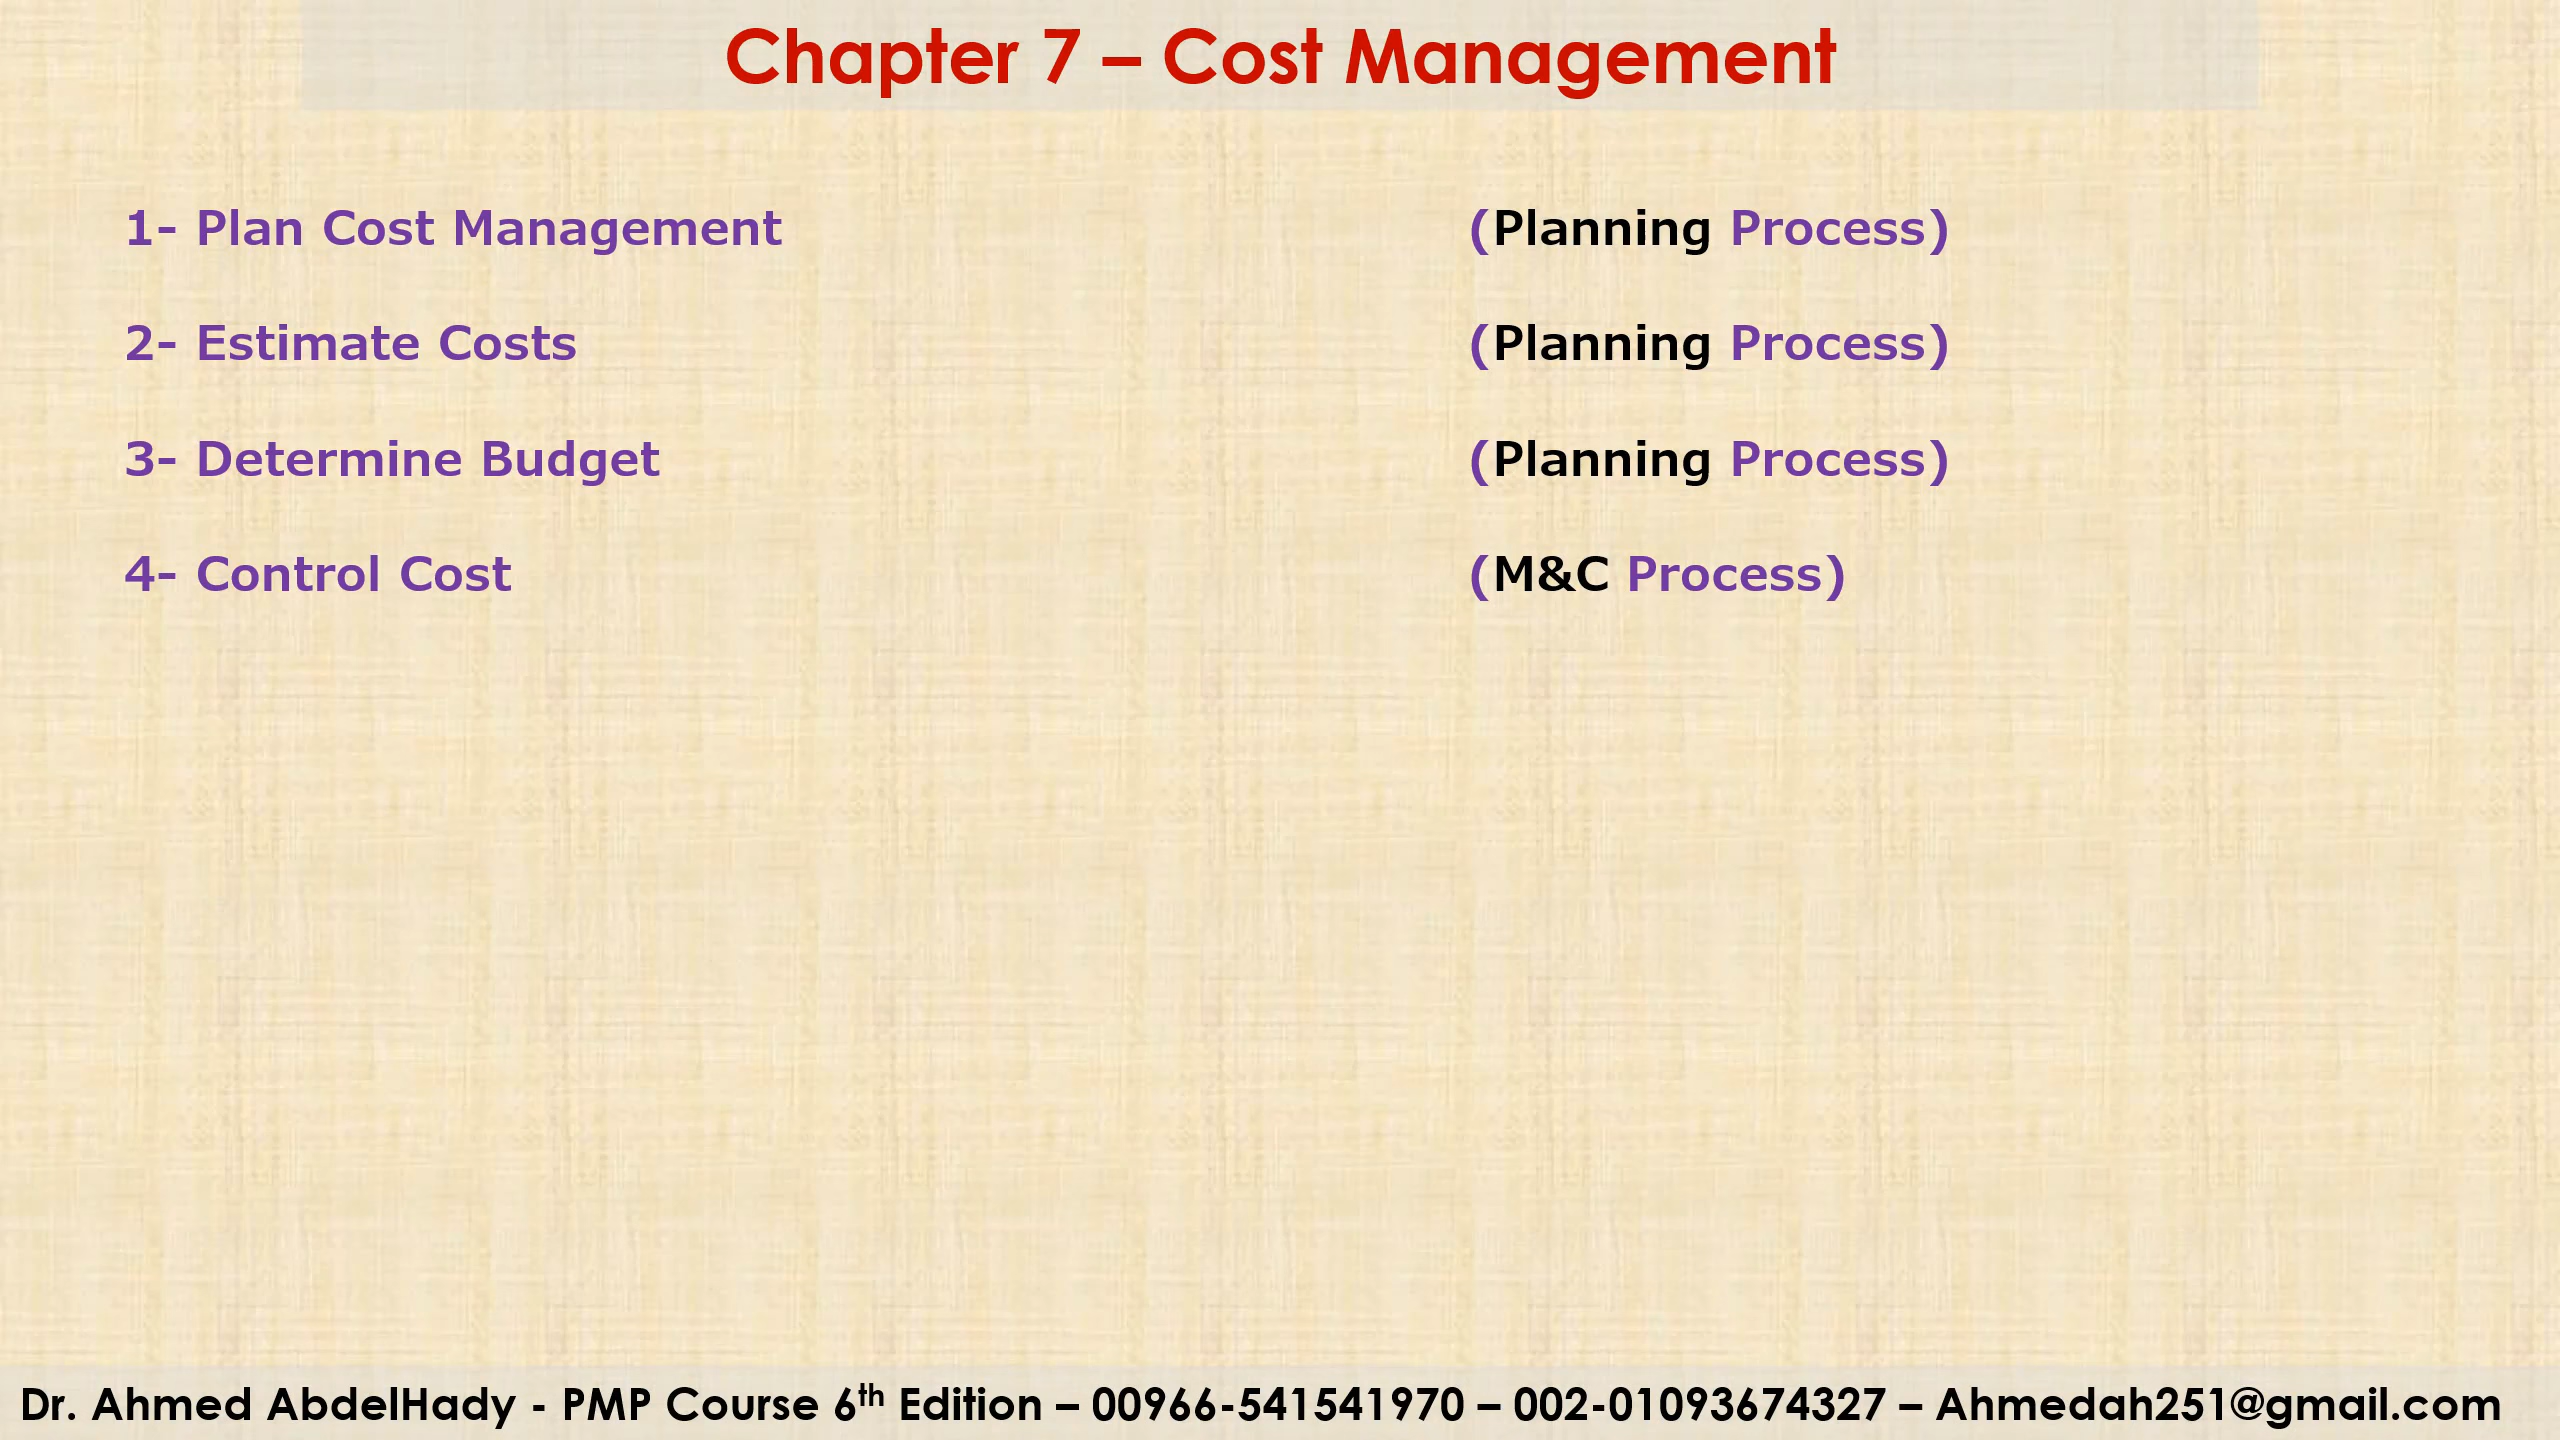 Chapter 7 – Cost Management
1- Plan Cost Management (Planning Process)
2- Estimate Costs (Planning Process)
3- Determine Budget (Planning Process)
4- Control Cost (M&C Process)
Dr. Ahmed AbdelHady - PMP Course 6th Edition – 00966-541541970 – 002-01093674327 – Ahmedah251@gmail.com